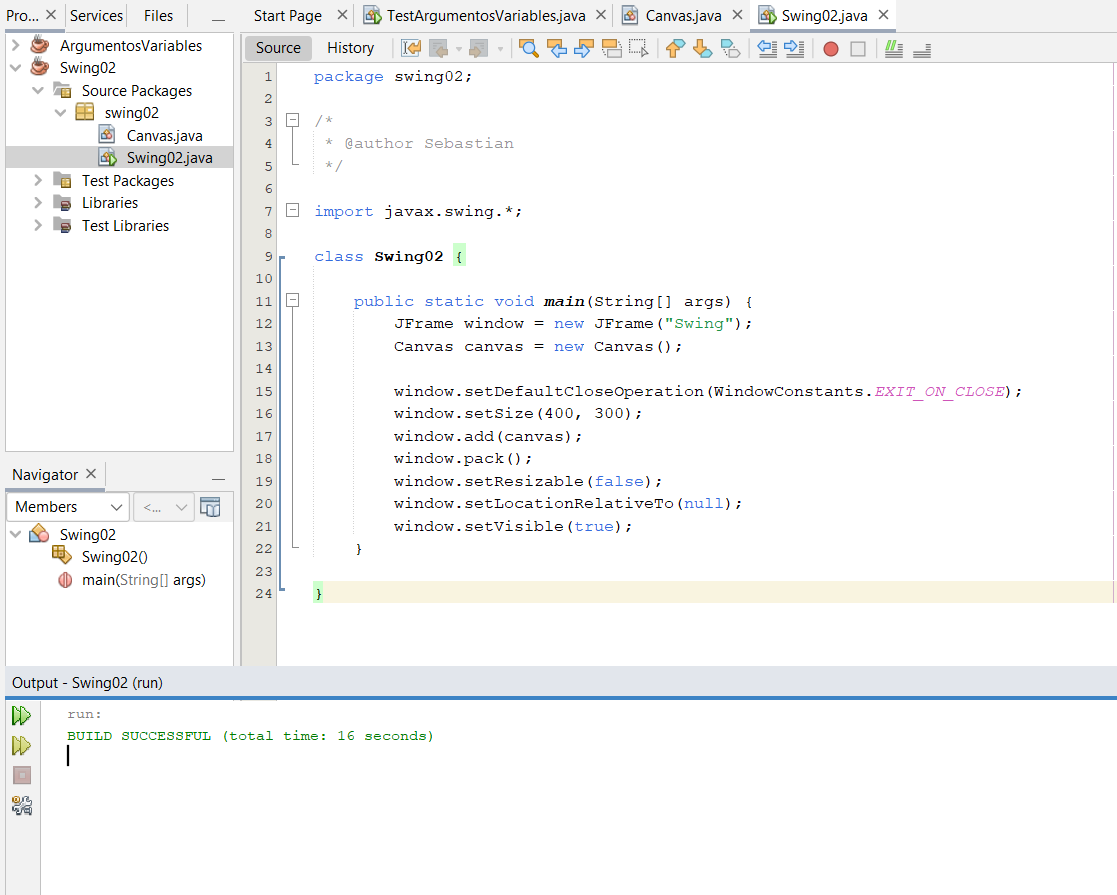 Pro... Services Files
ArgumentosVariables
Swing02
Source Packages
swing02
Canvas.java
Swing02.java
Test Packages
Libraries
Test Libraries
Navigator
Members <...
Swing02
Swing02()
main(String[] args)
Start Page TestArgumentosVariables.java Canvas.java Swing02.java
Source History
1 package swing02;
2
3 /*
4 * @author Sebastian
5 */
6
7 import javax.swing.*;
8
9 class Swing02 {
10
11 public static void main(String[] args) {
12 JFrame window = new JFrame("Swing");
13 Canvas canvas = new Canvas();
14
15 window.setDefaultCloseOperation(WindowConstants.EXIT_ON_CLOSE);
16 window.setSize(400, 300);
17 window.add(canvas);
18 window.pack();
19 window.setResizable(false);
20 window.setLocationRelativeTo(null);
21 window.setVisible(true);
22 }
23
24 }
Output - Swing02 (run)
run:
BUILD SUCCESSFUL (total time: 16 seconds)